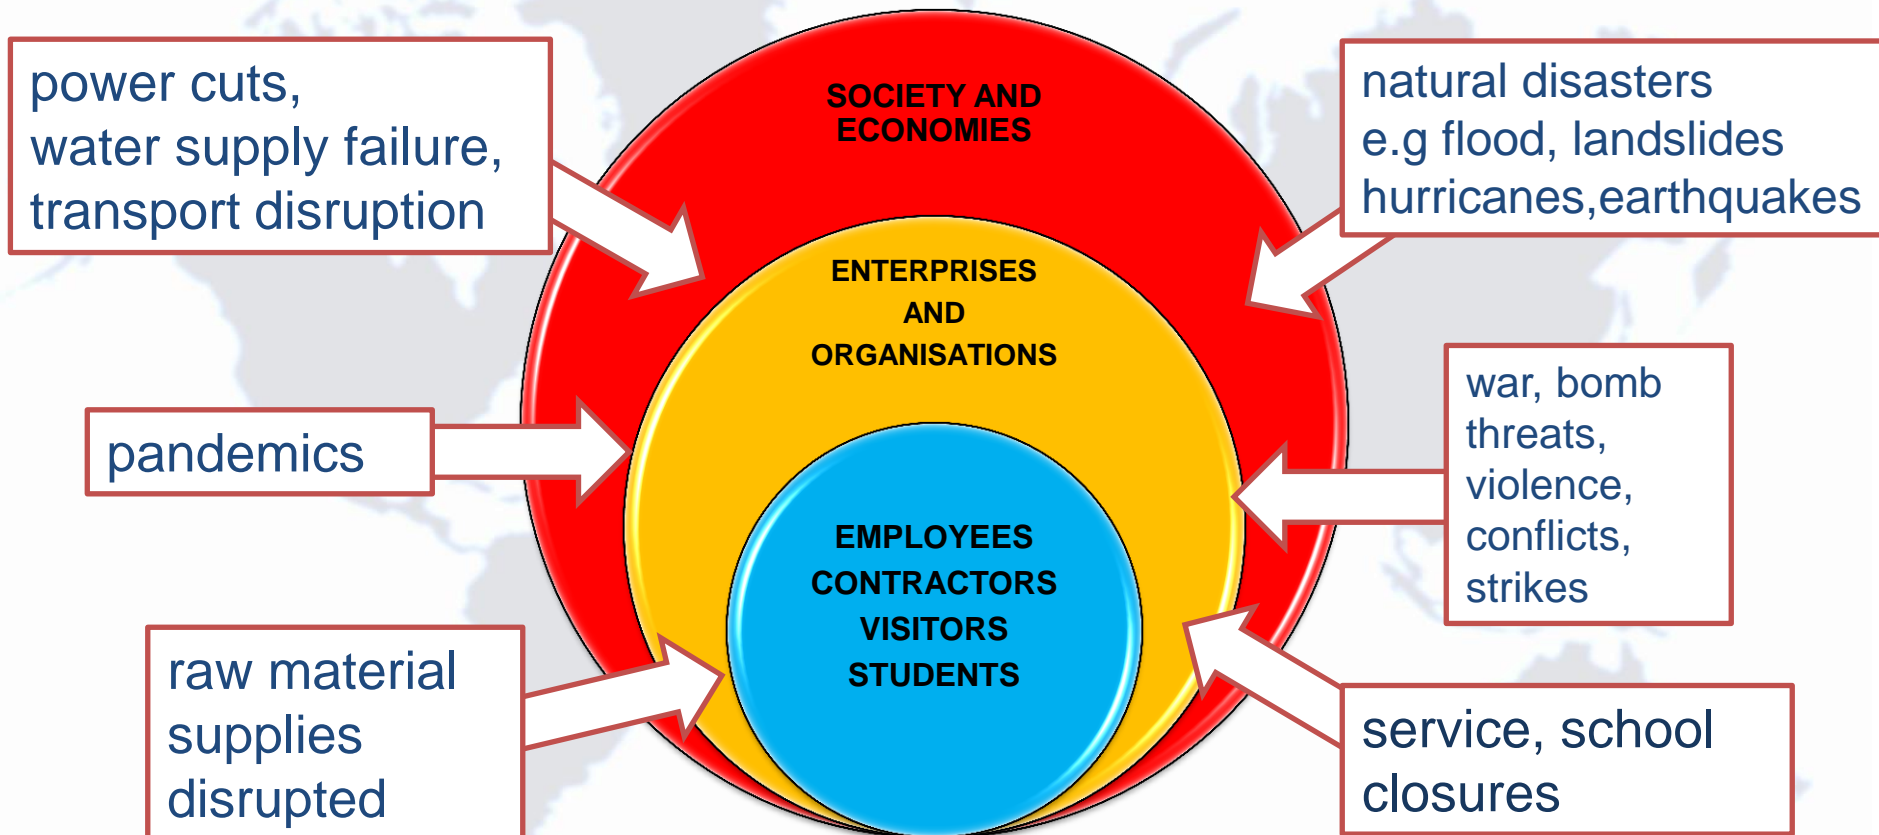 power cuts,
water supply failure,
transport disruption
SOCIETY AND
ECONOMIES
natural disasters
e.g flood, landslides
hurricanes,earthquakes
ENTERPRISES
AND
ORGANISATIONS
pandemics
war, bomb
threats,
violence,
conflicts,
strikes
EMPLOYEES
CONTRACTORS
VISITORS
STUDENTS
raw material
supplies
disrupted
service, school
closures